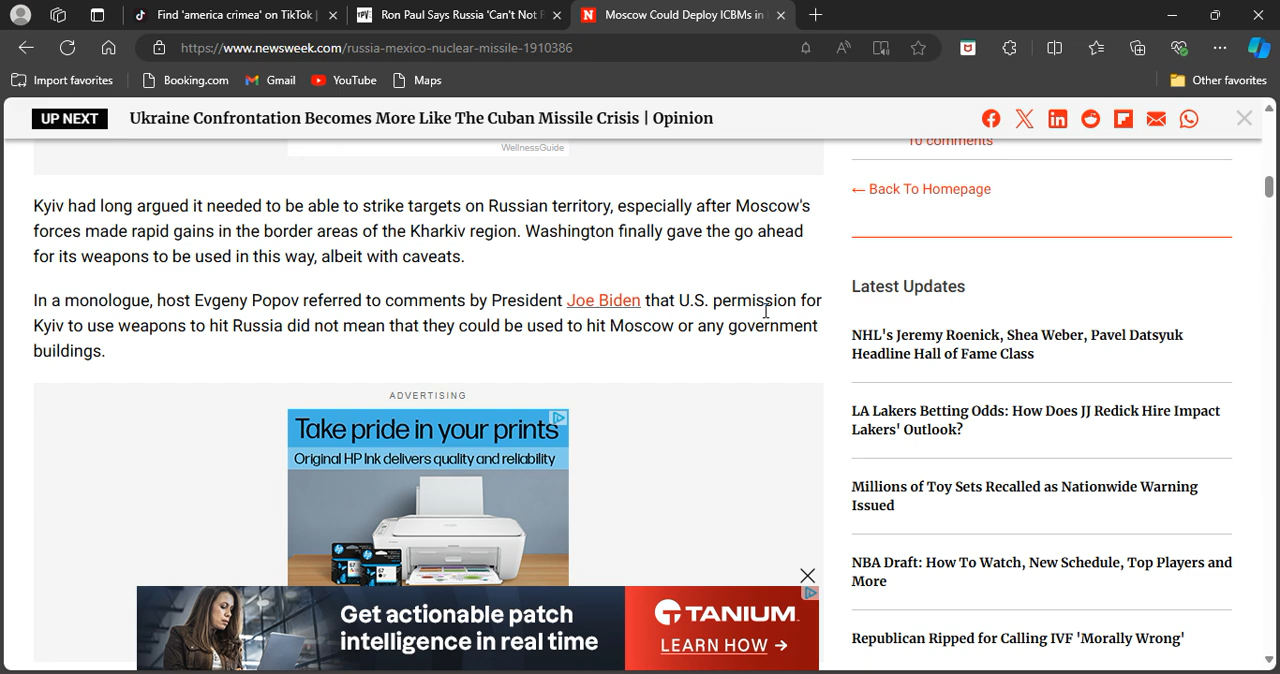 Find 'america crimea' on TikTok
Ron Paul Says Russia 'Can't Not
Moscow Could Deploy ICBMs in
https://www.newsweek.com/russia-mexico-nuclear-missile-1910386
Import favorites
Booking.com
Gmail
YouTube
Maps
Other favorites
UP NEXT
Ukraine Confrontation Becomes More Like The Cuban Missile Crisis | Opinion
WellnessGuide
10 comments
← Back To Homepage
Kyiv had long argued it needed to be able to strike targets on Russian territory, especially after Moscow's
forces made rapid gains in the border areas of the Kharkiv region. Washington finally gave the go ahead
for its weapons to be used in this way, albeit with caveats.
In a monologue, host Evgeny Popov referred to comments by President Joe Biden that U.S. permission for
Kyiv to use weapons to hit Russia did not mean that they could be used to hit Moscow or any government
buildings.
ADVERTISING
Take pride in your prints
Original HP Ink delivers quality and reliability
Get actionable patch
intelligence in real time
TANIUM
LEARN HOW →
Latest Updates
NHL's Jeremy Roenick, Shea Weber, Pavel Datsyuk
Headline Hall of Fame Class
LA Lakers Betting Odds: How Does JJ Redick Hire Impact
Lakers' Outlook?
Millions of Toy Sets Recalled as Nationwide Warning
Issued
NBA Draft: How To Watch, New Schedule, Top Players and
More
Republican Ripped for Calling IVF 'Morally Wrong'